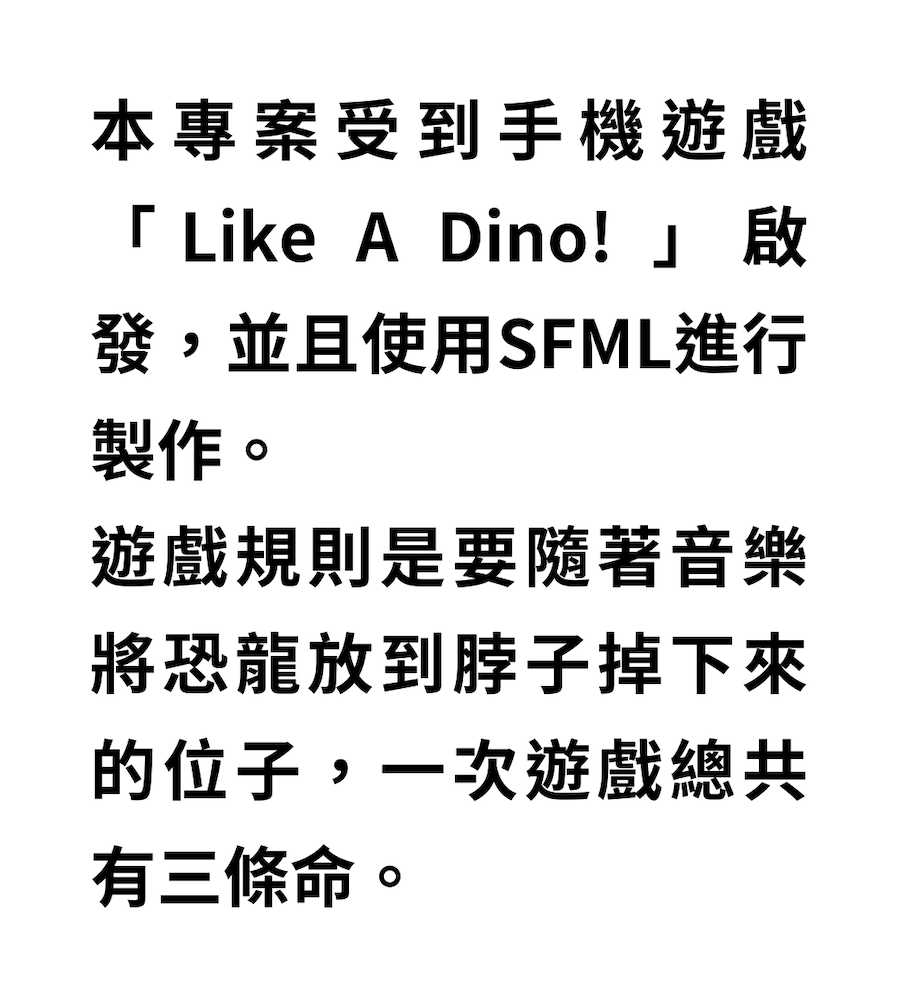 本專案受到手機遊戲
「Like A Dino!」啟
發，並且使用SFML進行
製作。
遊戲規則是要隨著音樂
將恐龍放到脖子掉下來
的位子，一次遊戲總共
有三條命。